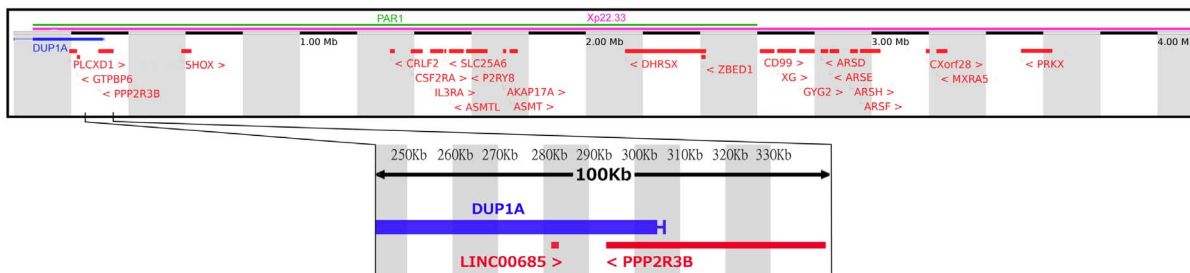 PAR1
Xp22.33
DUP1A
1.00 Mb 2.00 Mb 3.00 Mb 4.00 Mb
PLCXD1 > SHOX > < CRLF2 < SLC25A6 < DHRSX < ZBED1 CD99 > < ARSD CXorf28 > < PRKX
< GTPBP6 CSF2RA > < P2RY8 XG > < ARSE < MXRA5
< PPP2R3B IL3RA > AKAP17A > GYG2 > < ARSH >
< ASMTL ASMT > ARSF >
250Kb 260Kb 270Kb 280Kb 290Kb 300Kb 310Kb 320Kb 330Kb
100Kb
DUP1A
LINC00685 > < PPP2R3B